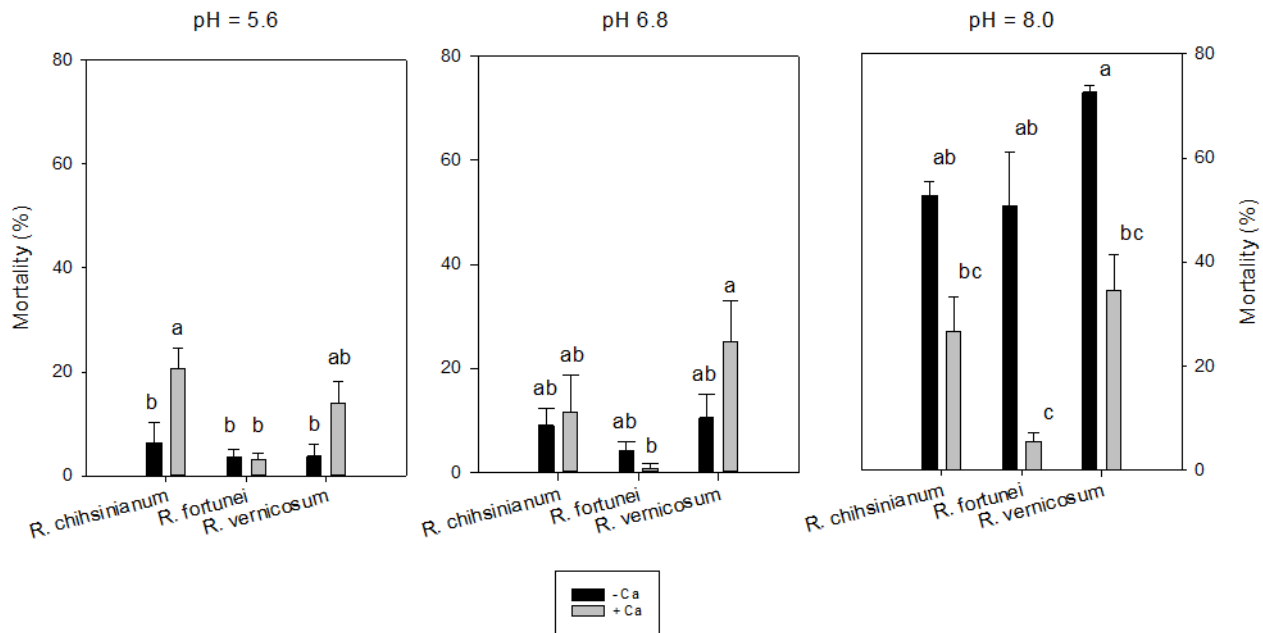 pH = 5.6
pH 6.8
pH = 8.0
Mortality (%)
80
60
40
20
0
b
a
b
b
b
ab
R. chihsinianum
R. fortunei
R. vernicosum
80
60
40
20
0
ab
ab
ab
b
ab
a
R. chihsinianum
R. fortunei
R. vernicosum
ab
bc
ab
c
a
bc
R. chihsinianum
R. fortunei
R. vernicosum
80
60
40
20
0
Mortality (%)
- Ca
+ Ca